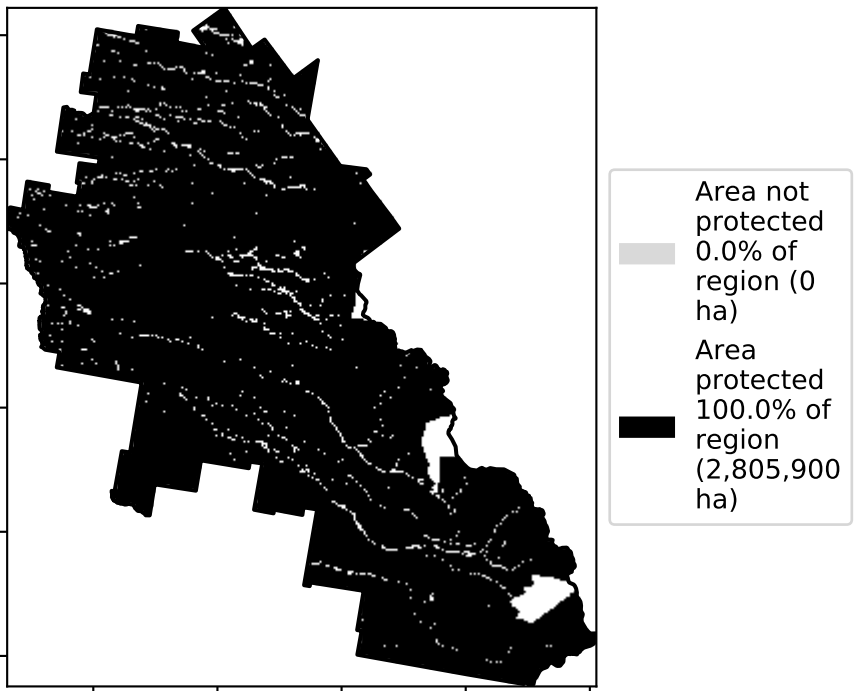 Area not
protected
0.0% of
region (0
ha)
Area
protected
100.0% of
region
(2,805,900
ha)